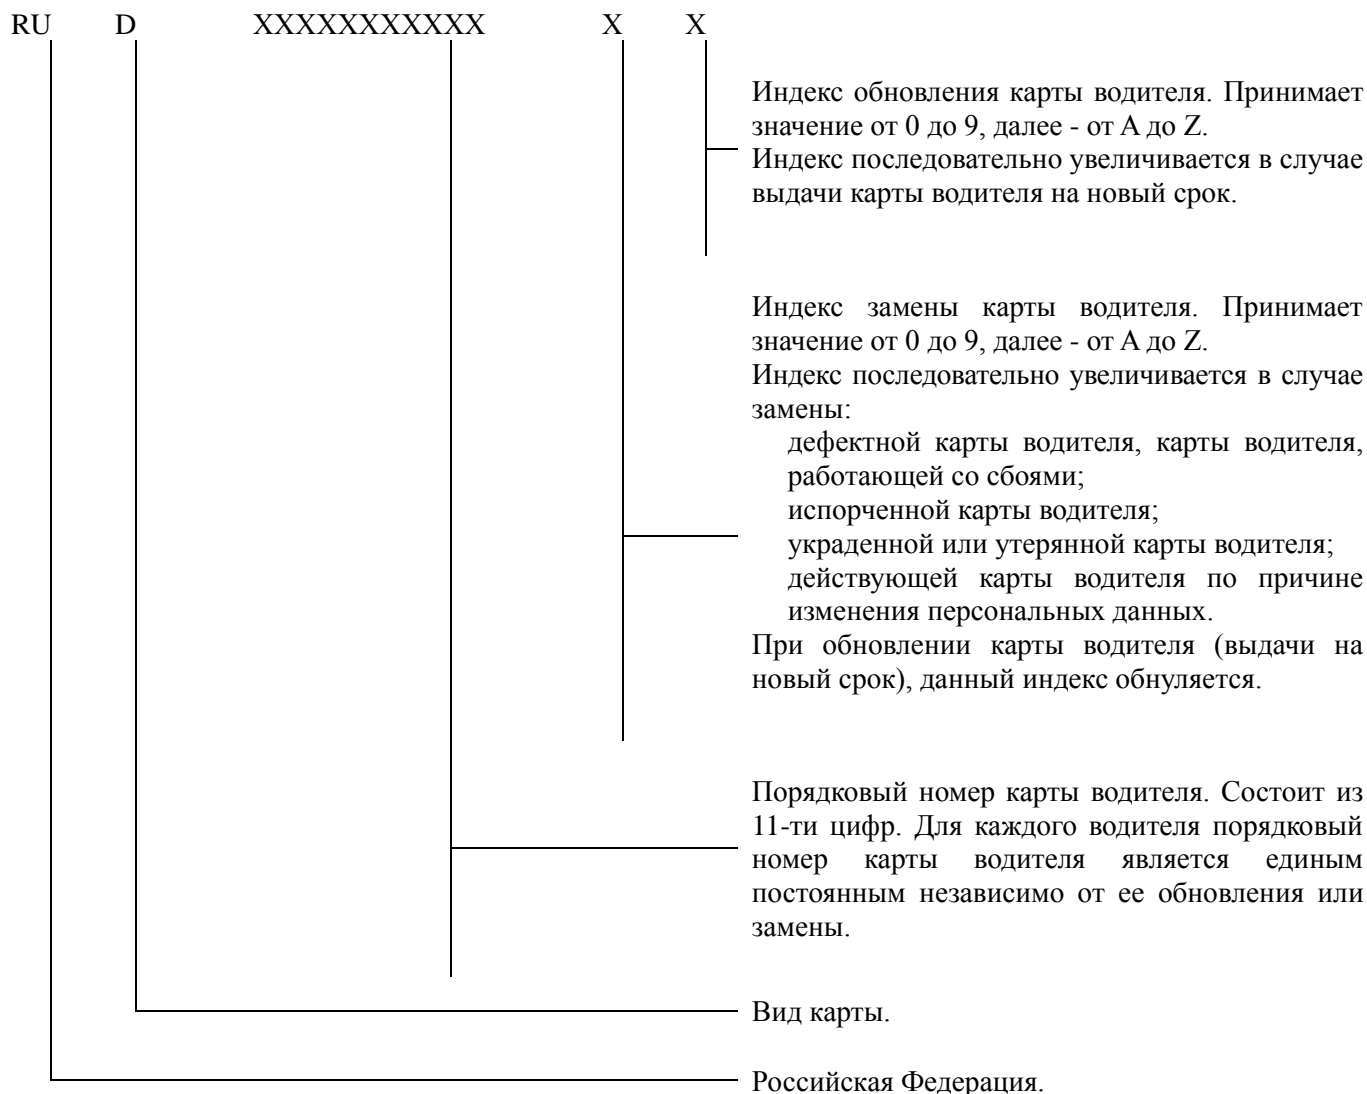 RU D XXXXXXXXXXX X X
Индекс обновления карты водителя. Принимает
значение от 0 до 9, далее - от A до Z.
Индекс последовательно увеличивается в случае
выдачи карты водителя на новый срок.
Индекс замены карты водителя. Принимает
значение от 0 до 9, далее - от A до Z.
Индекс последовательно увеличивается в случае
замены:
дефектной карты водителя, карты водителя,
работающей со сбоями;
испорченной карты водителя;
украденной или утерянной карты водителя;
действующей карты водителя по причине
изменения персональных данных.
При обновлении карты водителя (выдачи на
новый срок), данный индекс обнуляется.
Порядковый номер карты водителя. Состоит из
11-ти цифр. Для каждого водителя порядковый
номер карты водителя является единым
постоянным независимо от ее обновления или
замены.
Вид карты.
Российская Федерация.